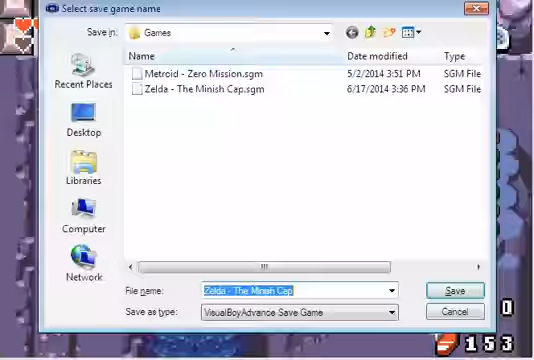 Select save game name
Save in: Games
Name Date modified Type
Metroid - Zero Mission.sgm 5/2/2014 3:51 PM SGM File
Zelda - The Minish Cap.sgm 6/17/2014 3:36 PM SGM File
Recent Places
Desktop
Libraries
Computer
Network
File name: Zelda - The Minish Cap Save
Save as type: VisualBoyAdvance Save Game Cancel
0
153